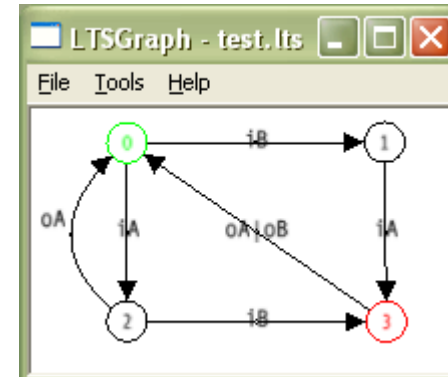 LTSGraph - test.lts
File Tools Help
0 iB 1
oA iA oA|oB iA
2 iB 3